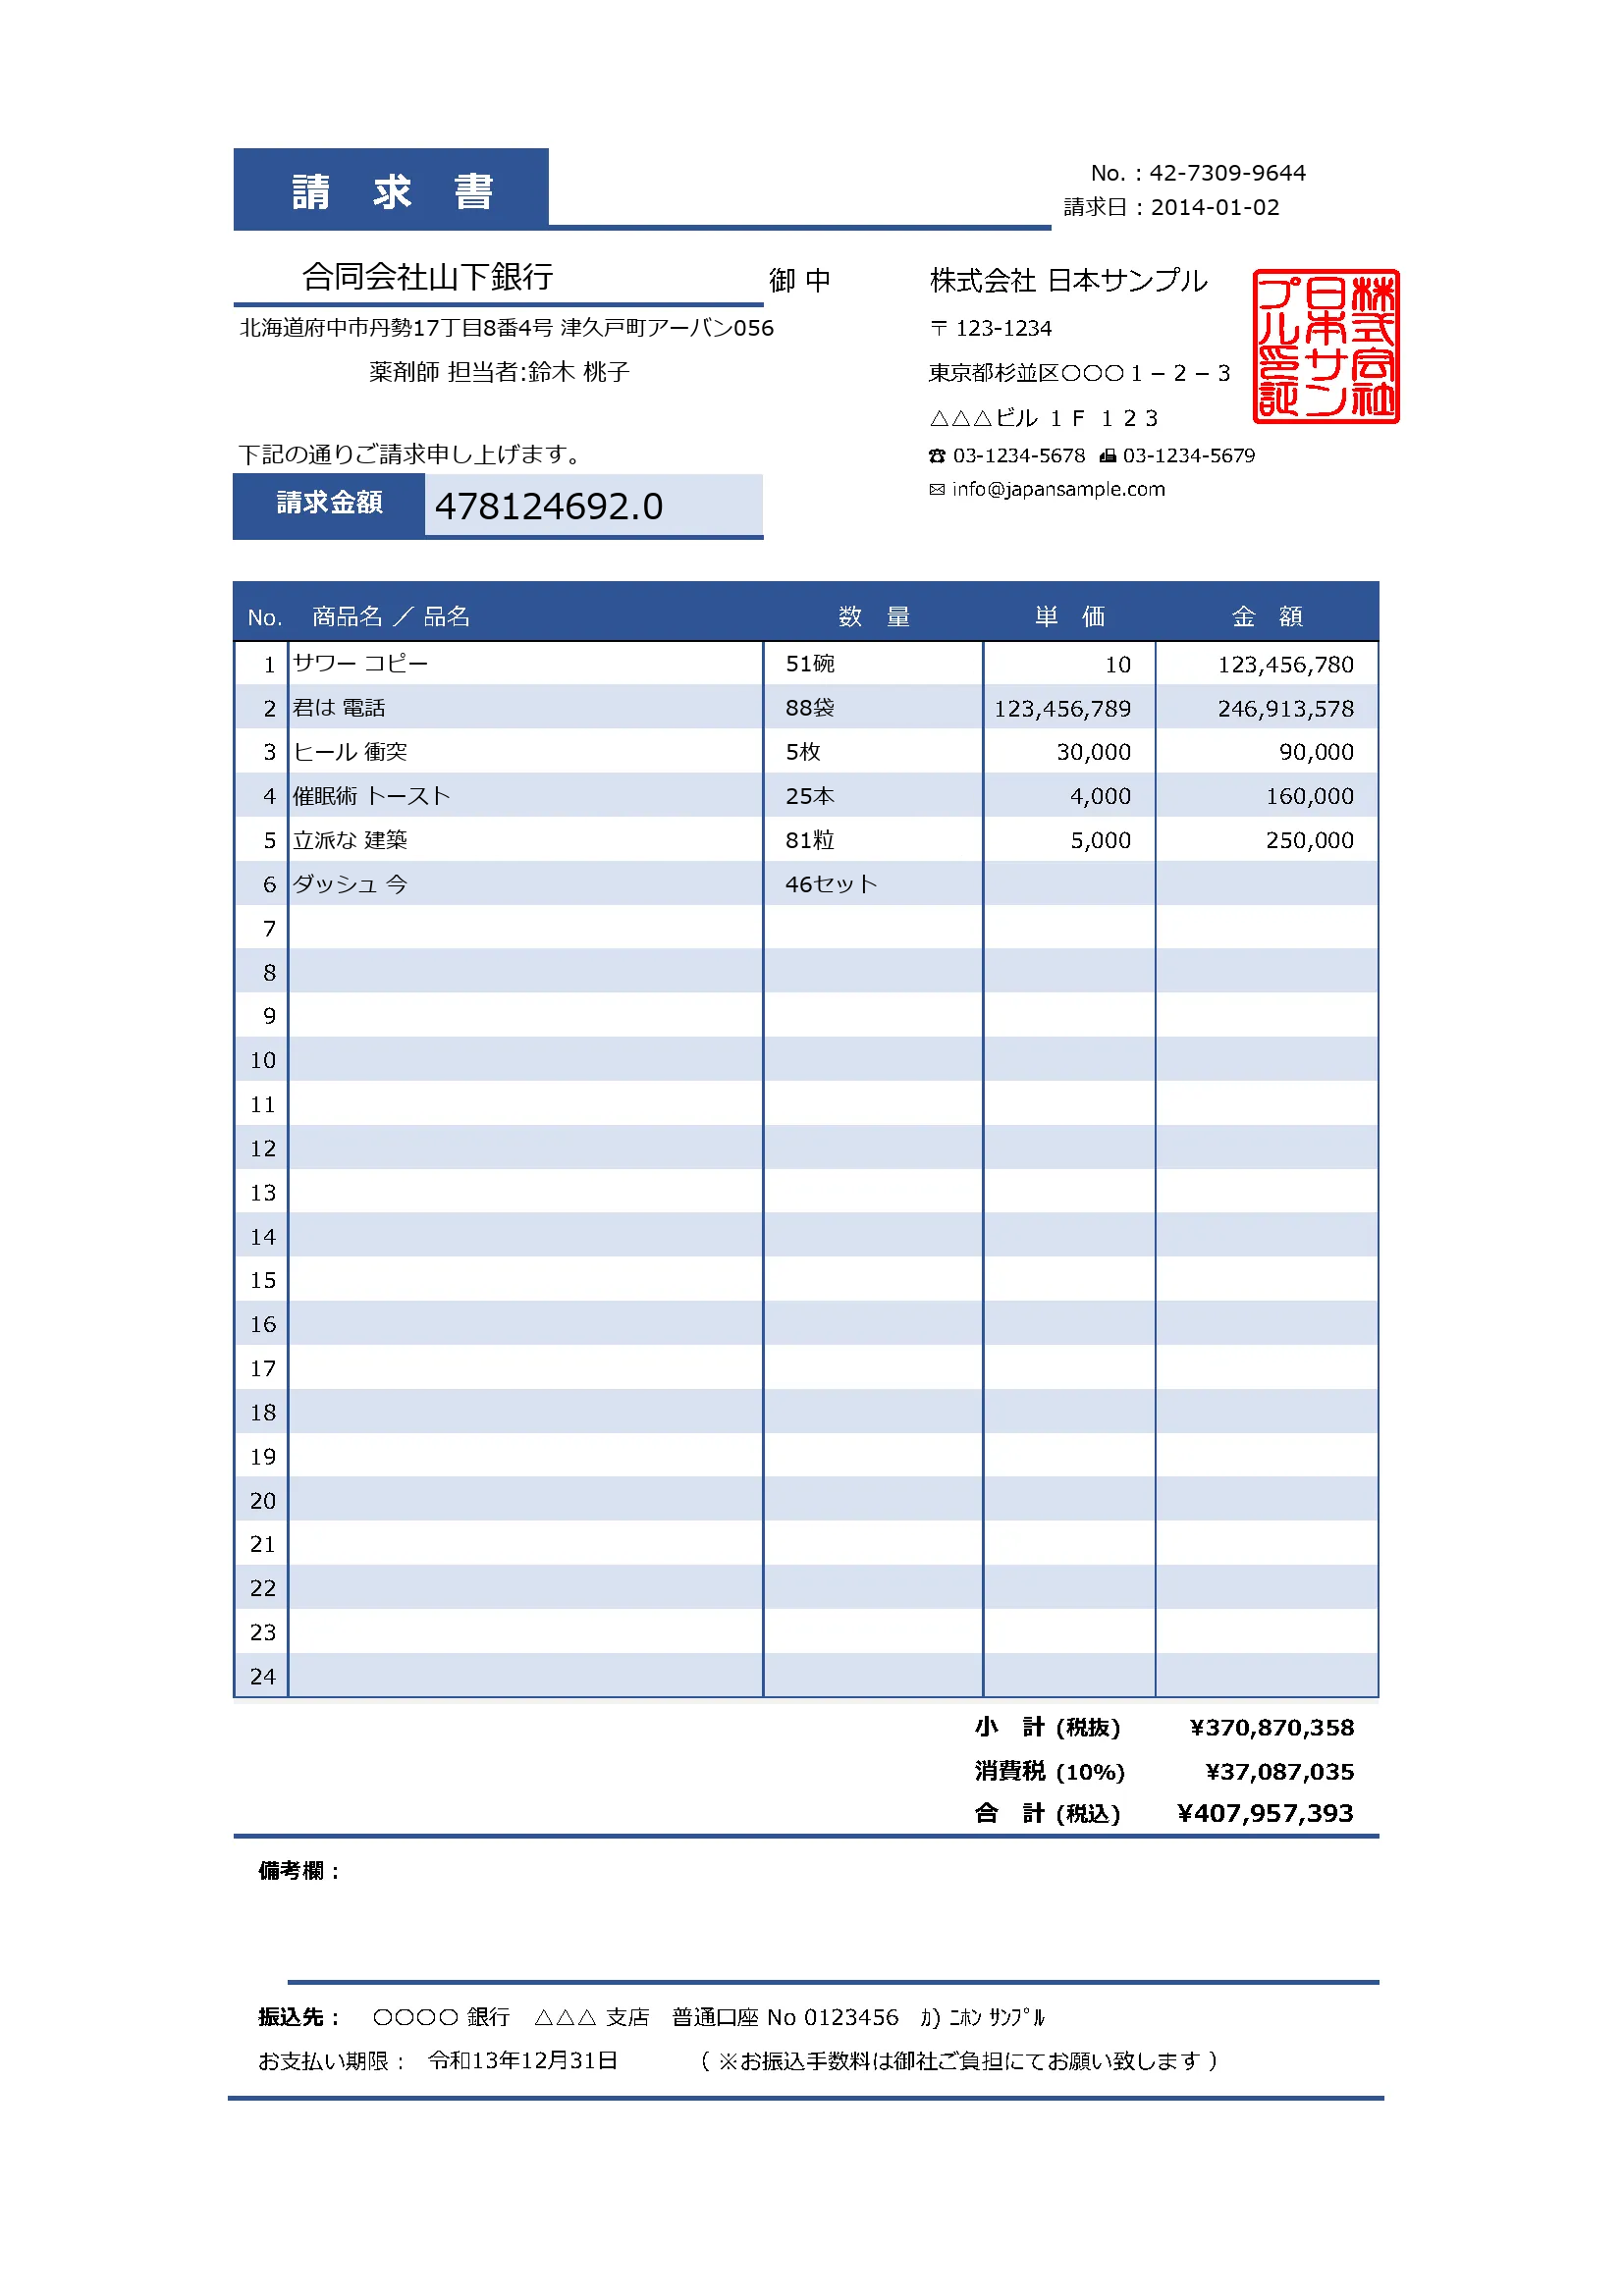 請 求 書
No. : 42-7309-9644
請求日 : 2014-01-02
合同会社山下銀行 御 中
北海道府中市丹勢17丁目8番4号 津久戸町アーバン056
薬剤師 担当者:鈴木 桃子
株式会社 日本サンプル
〒 123-1234
東京都杉並区〇〇〇１－２－３
△△△ビル １Ｆ １２３
☎ 03-1234-5678 📠 03-1234-5679
✉ info@japansample.com
株式会社日本サンプル印証
下記の通りご請求申し上げます。
請求金額 478124692.0
No. 商品名 ／ 品名 数 量 単 価 金 額
1 サワー コピー 51碗 10 123,456,780
2 君は 電話 88袋 123,456,789 246,913,578
3 ヒール 衝突 5枚 30,000 90,000
4 催眠術 トースト 25本 4,000 160,000
5 立派な 建築 81粒 5,000 250,000
6 ダッシュ 今 46セット
7
8
9
10
11
12
13
14
15
16
17
18
19
20
21
22
23
24
小 計 (税抜) ¥370,870,358
消費税 (10%) ¥37,087,035
合 計 (税込) ¥407,957,393
備考欄 :
振込先 : 〇〇〇〇 銀行 △△△ 支店 普通口座 No 0123456 ｶ) ﾆﾎﾝ ｻﾝﾌﾟﾙ
お支払い期限 : 令和13年12月31日 ( ※お振込手数料は御社ご負担にてお願い致します )